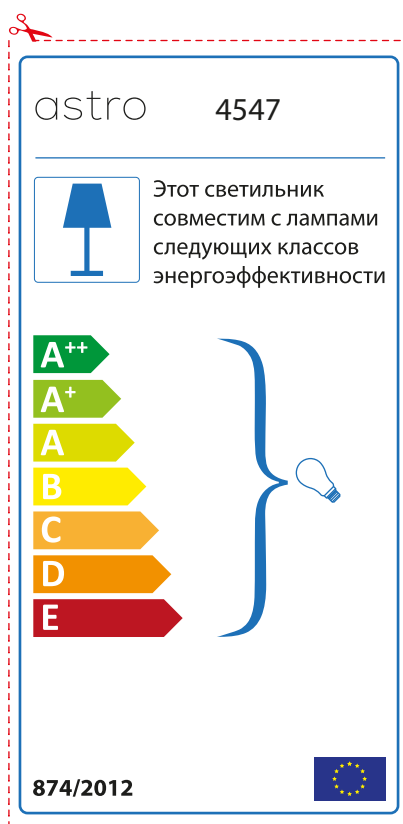 astro 4547
Этот светильник
совместим с лампами
следующих классов
энергоэффективности
A++
A+
A
B
C
D
E
874/2012